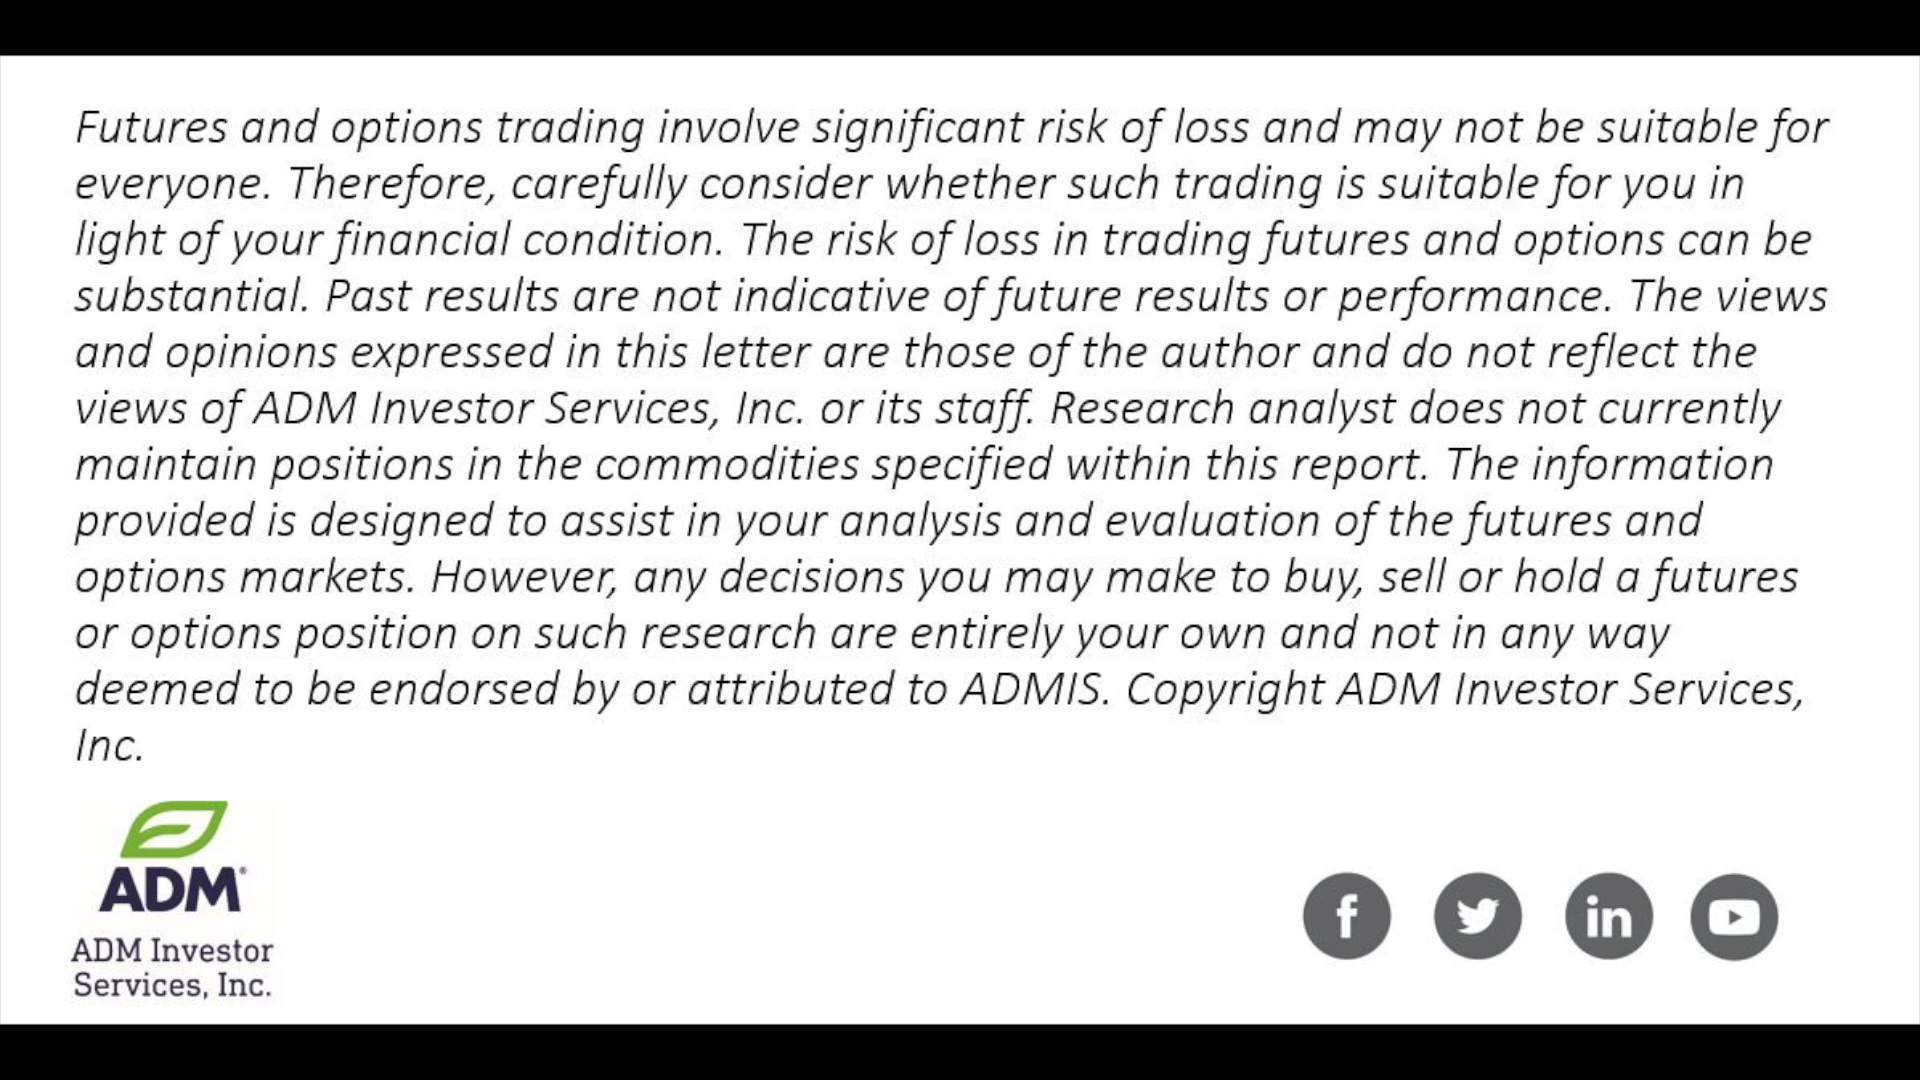 Futures and options trading involve significant risk of loss and may not be suitable for
everyone. Therefore, carefully consider whether such trading is suitable for you in
light of your financial condition. The risk of loss in trading futures and options can be
substantial. Past results are not indicative of future results or performance. The views
and opinions expressed in this letter are those of the author and do not reflect the
views of ADM Investor Services, Inc. or its staff. Research analyst does not currently
maintain positions in the commodities specified within this report. The information
provided is designed to assist in your analysis and evaluation of the futures and
options markets. However, any decisions you may make to buy, sell or hold a futures
or options position on such research are entirely your own and not in any way
deemed to be endorsed by or attributed to ADMIS. Copyright ADM Investor Services,
Inc.
ADM®
ADM Investor
Services, Inc.
f in